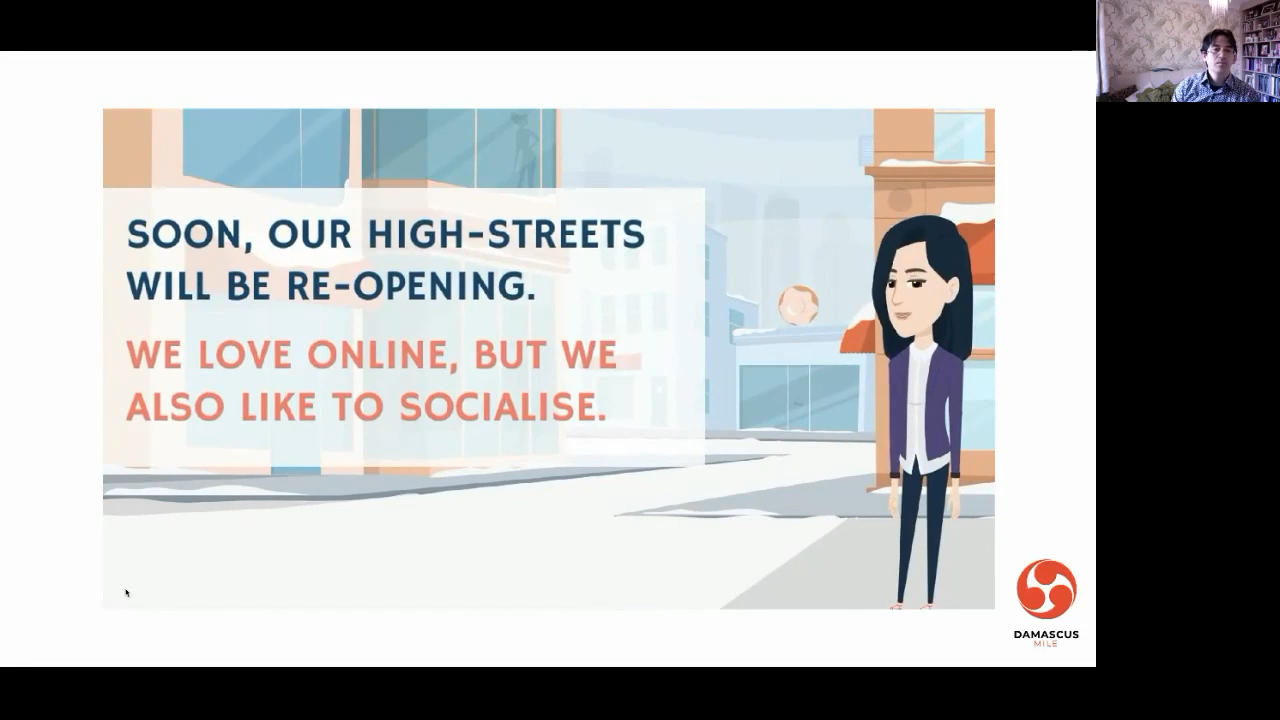 SOON, OUR HIGH-STREETS
WILL BE RE-OPENING.
WE LOVE ONLINE, BUT WE
ALSO LIKE TO SOCIALISE.
DAMASCUS
MILE